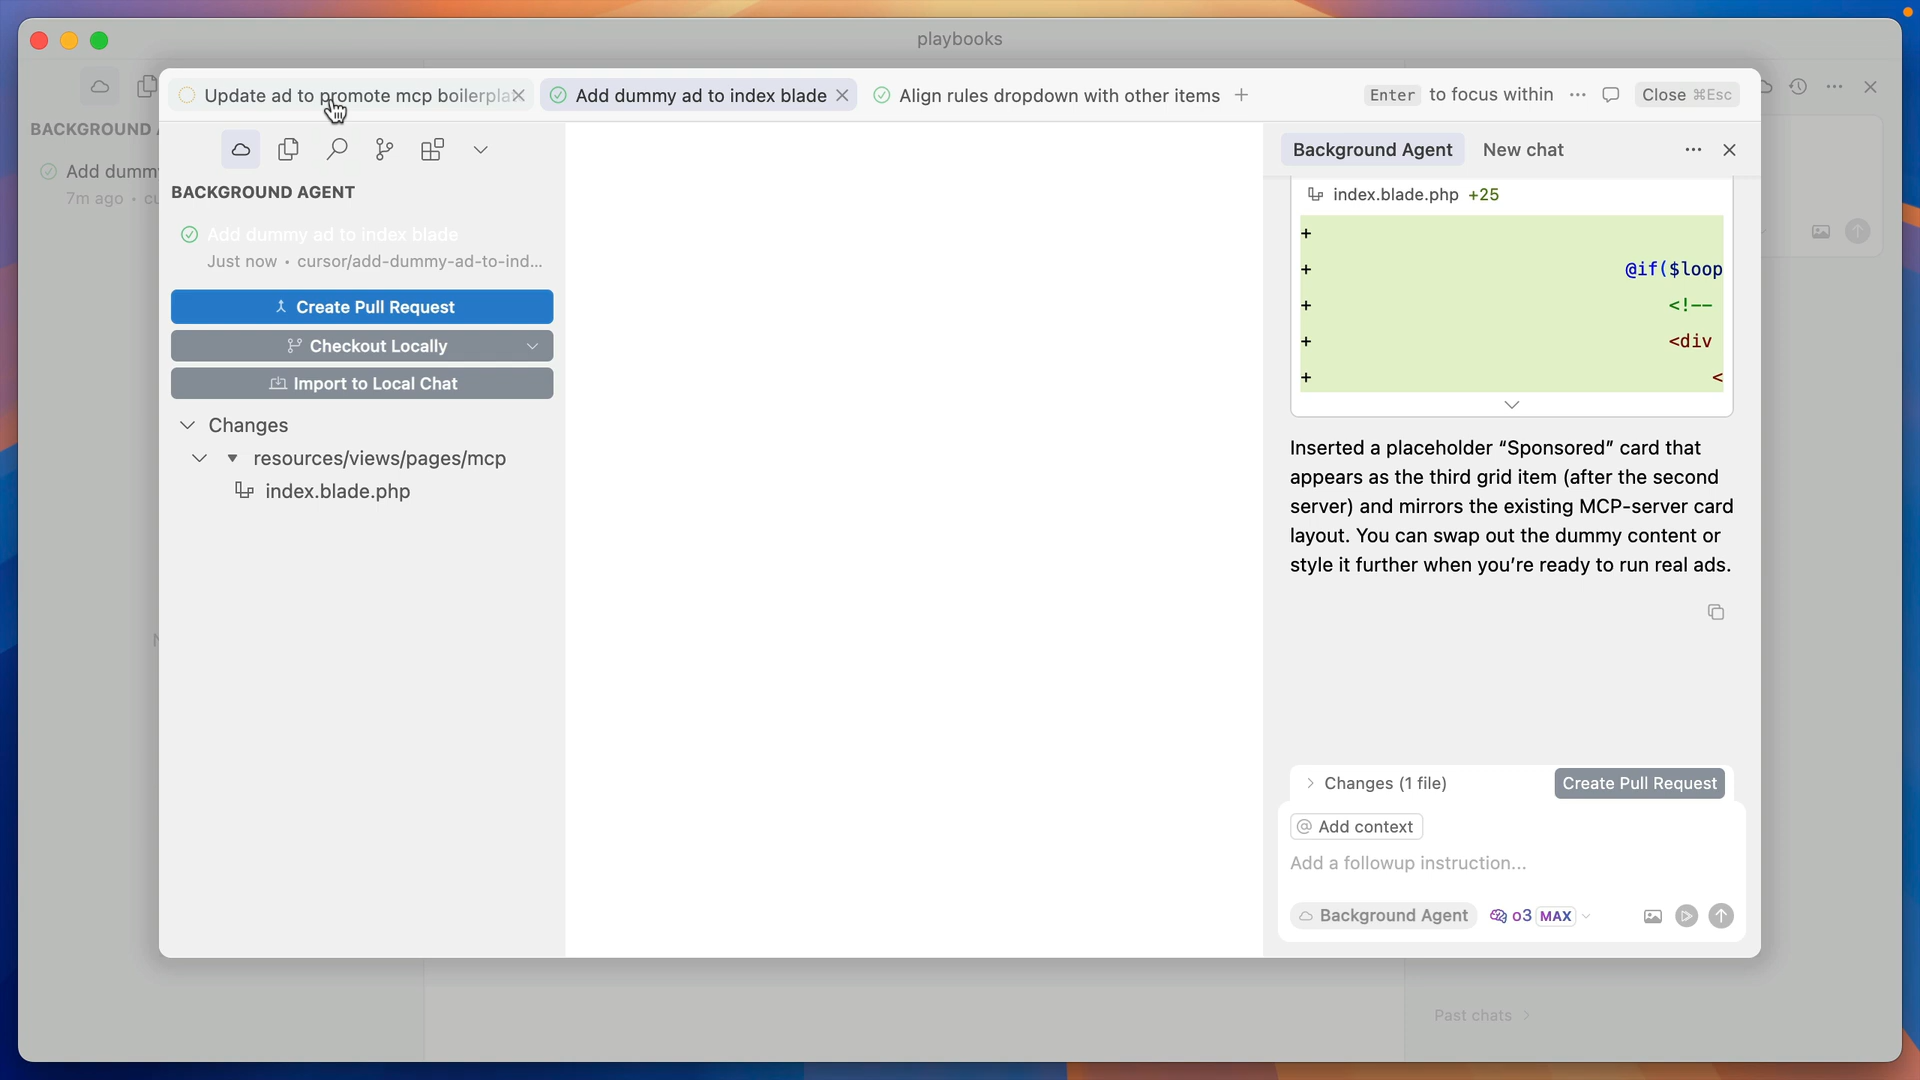 playbooks
BACKGROUND
Add dumm
7m ago • cu
Update ad to promote mcp boilerpla
Add dummy ad to index blade
Align rules dropdown with other items
Enter to focus within
Close ⌘Esc
BACKGROUND AGENT
Add dummy ad to index blade
Just now • cursor/add-dummy-ad-to-ind...
Create Pull Request
Checkout Locally
Import to Local Chat
Changes
resources/views/pages/mcp
index.blade.php
Background Agent
New chat
index.blade.php +25
+
+ @if($loop
+ <!--
+ <div
+ <
Inserted a placeholder “Sponsored” card that
appears as the third grid item (after the second
server) and mirrors the existing MCP-server card
layout. You can swap out the dummy content or
style it further when you’re ready to run real ads.
Changes (1 file)
Create Pull Request
@ Add context
Add a followup instruction...
Background Agent
o3 MAX
Past chats >